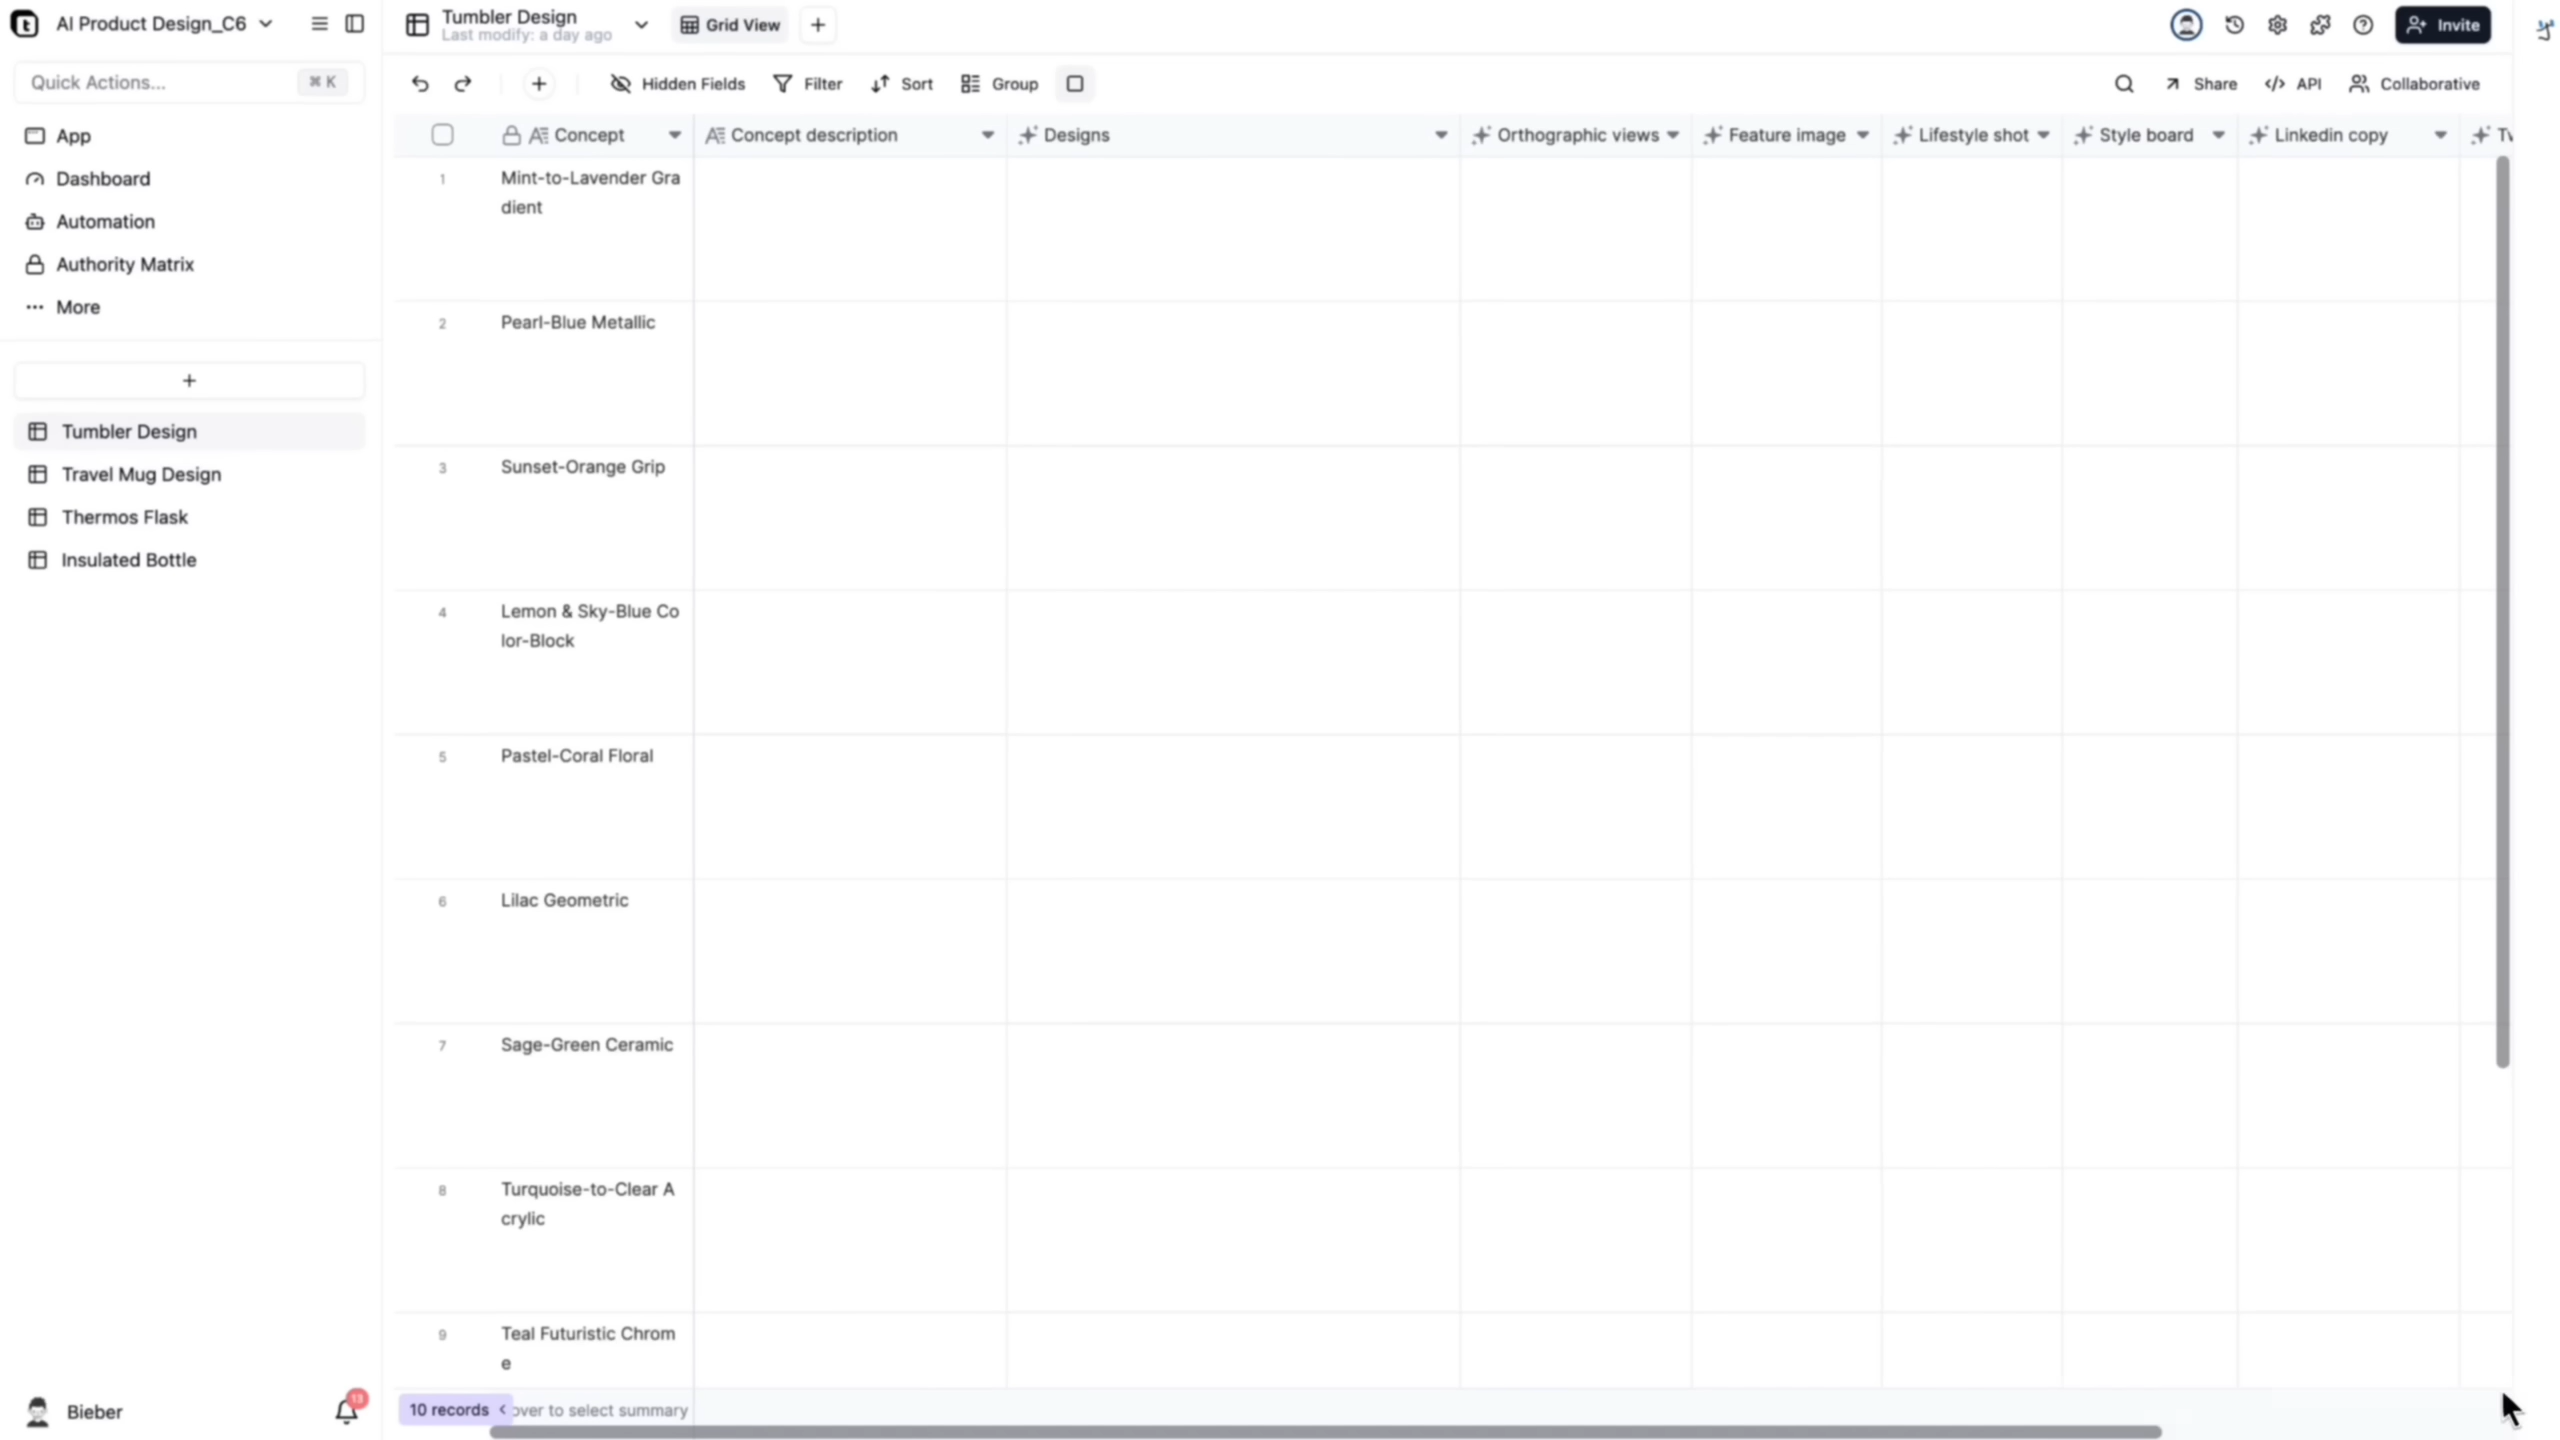 AI Product Design_C6
Tumbler Design
Last modify: a day ago
Grid View
Invite
Quick Actions...
⌘ K
Hidden Fields
Filter
Sort
Group
Share
API
Collaborative
App
Dashboard
Automation
Authority Matrix
More
Tumbler Design
Travel Mug Design
Thermos Flask
Insulated Bottle
Concept
Concept description
Designs
Orthographic views
Feature image
Lifestyle shot
Style board
Linkedin copy
1
Mint-to-Lavender Gra
dient
2
Pearl-Blue Metallic
3
Sunset-Orange Grip
4
Lemon & Sky-Blue Co
lor-Block
5
Pastel-Coral Floral
6
Lilac Geometric
7
Sage-Green Ceramic
8
Turquoise-to-Clear A
crylic
9
Teal Futuristic Chrom
e
Bieber
13
10 records
over to select summary